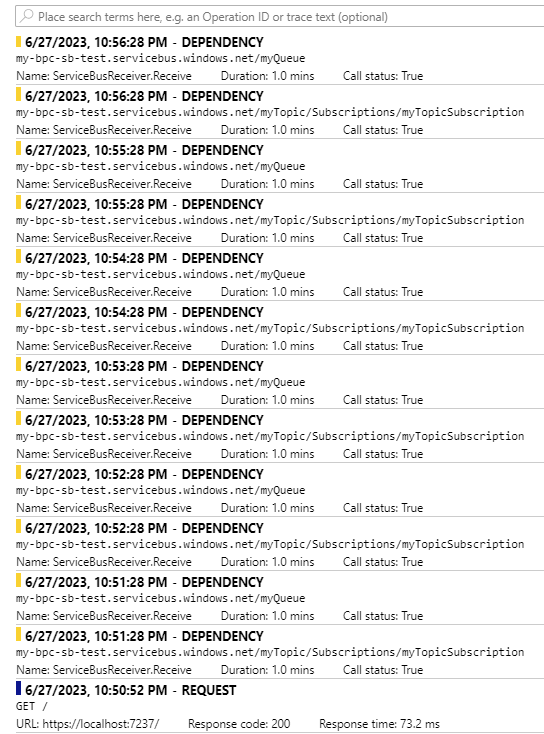 Place search terms here, e.g. an Operation ID or trace text (optional)
6/27/2023, 10:56:28 PM - DEPENDENCY
my-bpc-sb-test.servicebus.windows.net/myQueue
Name: ServiceBusReceiver.Receive Duration: 1.0 mins Call status: True
6/27/2023, 10:56:28 PM - DEPENDENCY
my-bpc-sb-test.servicebus.windows.net/myTopic/Subscriptions/myTopicSubscription
Name: ServiceBusReceiver.Receive Duration: 1.0 mins Call status: True
6/27/2023, 10:55:28 PM - DEPENDENCY
my-bpc-sb-test.servicebus.windows.net/myQueue
Name: ServiceBusReceiver.Receive Duration: 1.0 mins Call status: True
6/27/2023, 10:55:28 PM - DEPENDENCY
my-bpc-sb-test.servicebus.windows.net/myTopic/Subscriptions/myTopicSubscription
Name: ServiceBusReceiver.Receive Duration: 1.0 mins Call status: True
6/27/2023, 10:54:28 PM - DEPENDENCY
my-bpc-sb-test.servicebus.windows.net/myQueue
Name: ServiceBusReceiver.Receive Duration: 1.0 mins Call status: True
6/27/2023, 10:54:28 PM - DEPENDENCY
my-bpc-sb-test.servicebus.windows.net/myTopic/Subscriptions/myTopicSubscription
Name: ServiceBusReceiver.Receive Duration: 1.0 mins Call status: True
6/27/2023, 10:53:28 PM - DEPENDENCY
my-bpc-sb-test.servicebus.windows.net/myQueue
Name: ServiceBusReceiver.Receive Duration: 1.0 mins Call status: True
6/27/2023, 10:53:28 PM - DEPENDENCY
my-bpc-sb-test.servicebus.windows.net/myTopic/Subscriptions/myTopicSubscription
Name: ServiceBusReceiver.Receive Duration: 1.0 mins Call status: True
6/27/2023, 10:52:28 PM - DEPENDENCY
my-bpc-sb-test.servicebus.windows.net/myQueue
Name: ServiceBusReceiver.Receive Duration: 1.0 mins Call status: True
6/27/2023, 10:52:28 PM - DEPENDENCY
my-bpc-sb-test.servicebus.windows.net/myTopic/Subscriptions/myTopicSubscription
Name: ServiceBusReceiver.Receive Duration: 1.0 mins Call status: True
6/27/2023, 10:51:28 PM - DEPENDENCY
my-bpc-sb-test.servicebus.windows.net/myQueue
Name: ServiceBusReceiver.Receive Duration: 1.0 mins Call status: True
6/27/2023, 10:51:28 PM - DEPENDENCY
my-bpc-sb-test.servicebus.windows.net/myTopic/Subscriptions/myTopicSubscription
Name: ServiceBusReceiver.Receive Duration: 1.0 mins Call status: True
6/27/2023, 10:50:52 PM - REQUEST
GET /
URL: https://localhost:7237/ Response code: 200 Response time: 73.2 ms